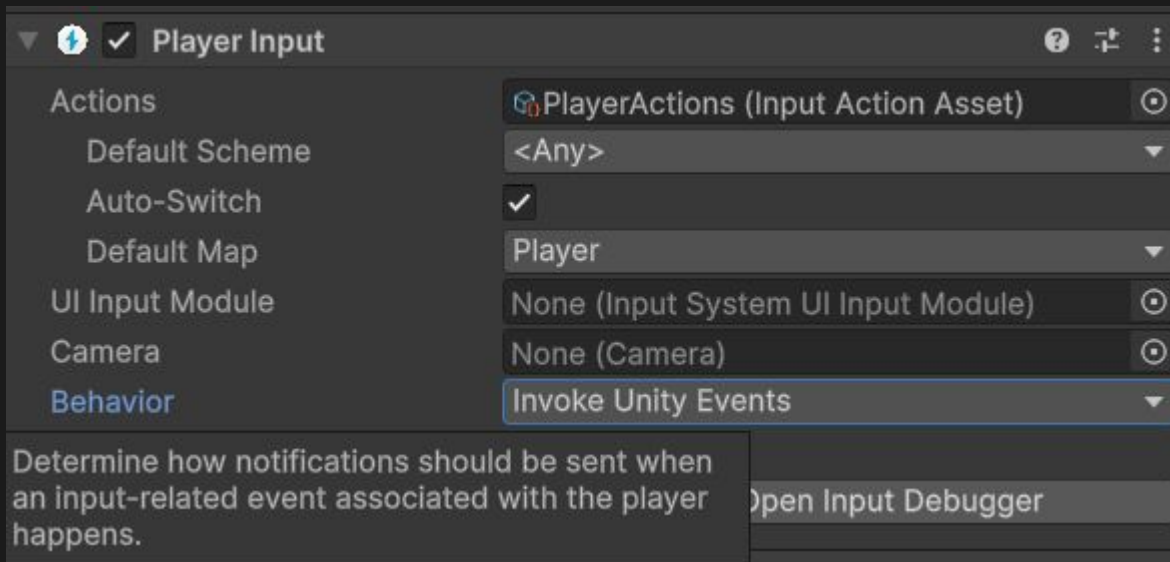 Player Input
Actions
PlayerActions (Input Action Asset)
Default Scheme
<Any>
Auto-Switch
Default Map
Player
UI Input Module
None (Input System UI Input Module)
Camera
None (Camera)
Behavior
Invoke Unity Events
Determine how notifications should be sent when
an input-related event associated with the player
happens.
Open Input Debugger